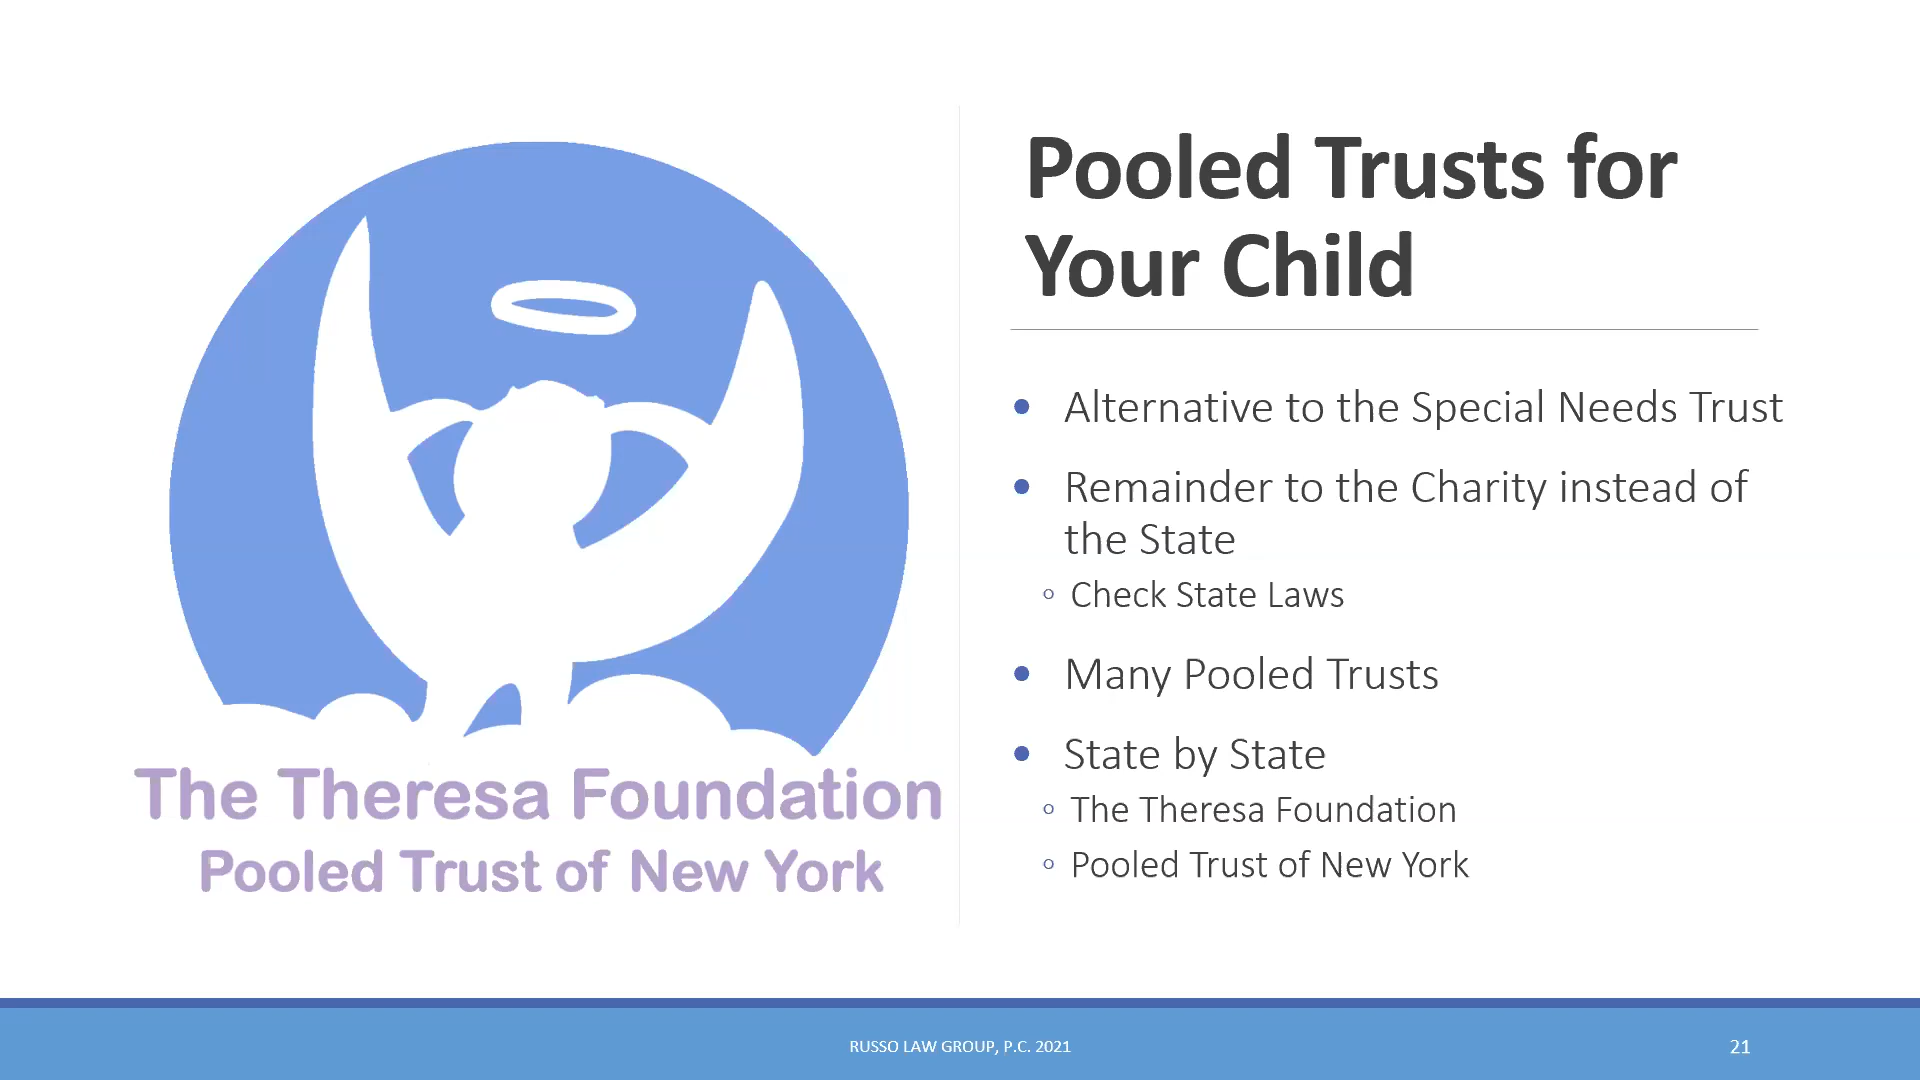 The Theresa Foundation
Pooled Trust of New York
Pooled Trusts for
Your Child
• Alternative to the Special Needs Trust
• Remainder to the Charity instead of
the State
◦ Check State Laws
• Many Pooled Trusts
• State by State
◦ The Theresa Foundation
◦ Pooled Trust of New York
RUSSO LAW GROUP, P.C. 2021
21